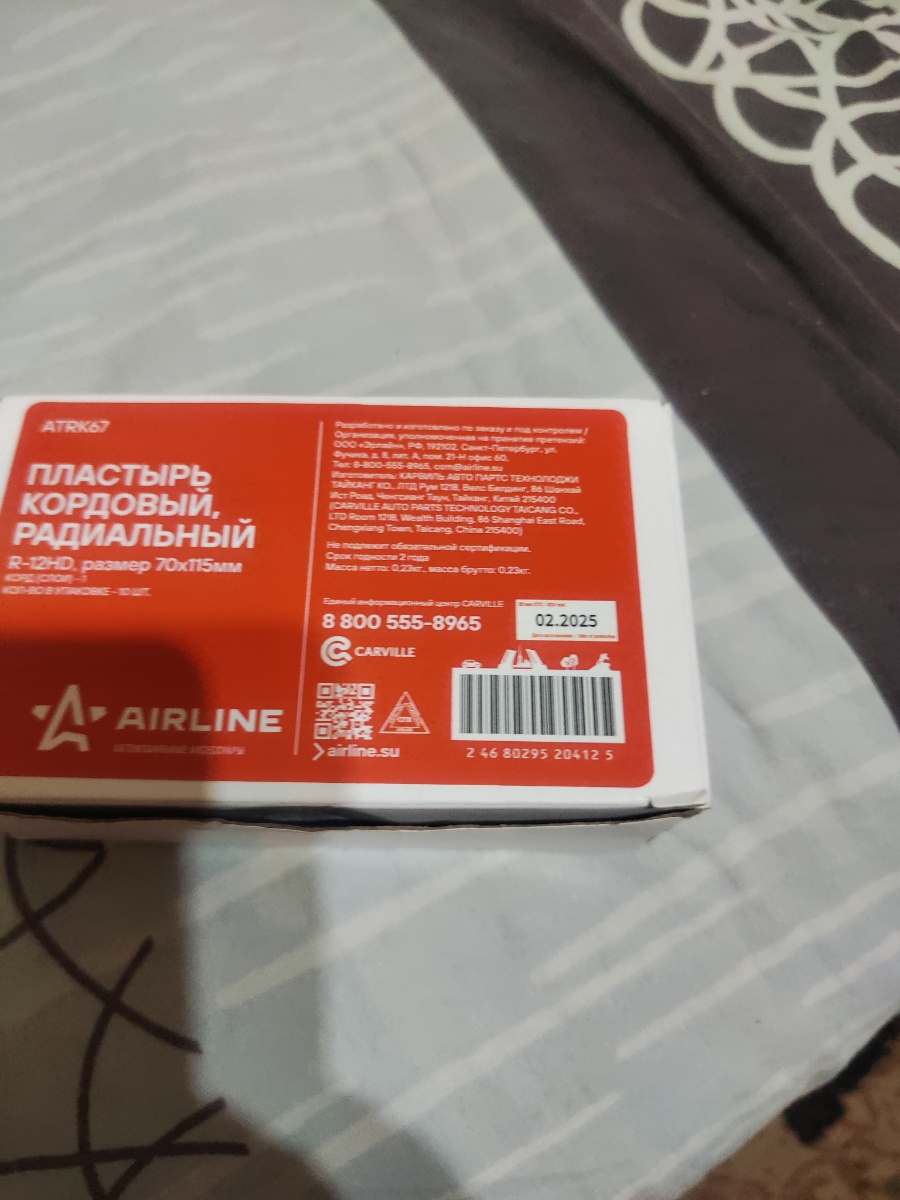 ATRK67
ПЛАСТЫРЬ
КОРДОВЫЙ,
РАДИАЛЬНЫЙ
R-12HD, размер 70x115мм
КОРД (СЛОИ) - 1
КОЛ-ВО В УПАКОВКЕ - 10 ШТ.
AIRLINE
АВТОМОБИЛЬНЫЕ АКСЕССУАРЫ
Разработано и изготовлено по заказу и под контролем /
Организация, уполномоченная на принятие претензий:
ООО «Эрлайн», РФ, 192102, Санкт-Петербург, ул.
Фучика, д. 8, лит. А, пом. 21-Н офис 60,
Тел: 8-800-555-8965, com@airline.su
Изготовитель: КАРВИЛЬ АВТО ПАРТС ТЕХНОЛОДЖИ
ТАЙКАНГ КО., ЛТД Рум 1218, Велс Билдинг, 86 Шанхай
Ист Роад, Ченгсианг Таун, Тайканг, Китай 215400
(CARVILLE AUTO PARTS TECHNOLOGY TAICANG CO.,
LTD Room 1218, Wealth Building, 86 Shanghai East Road,
Chengxiang Town, Taicang, China 215400)
Не подлежит обязательной сертификации.
Срок годности 2 года
Масса нетто: 0,23кг., масса брутто: 0.23кг.
Единый информационный центр CARVILLE
8 800 555-8965
02.2025
CARVILLE
airline.su
2 46 80295 20412 5